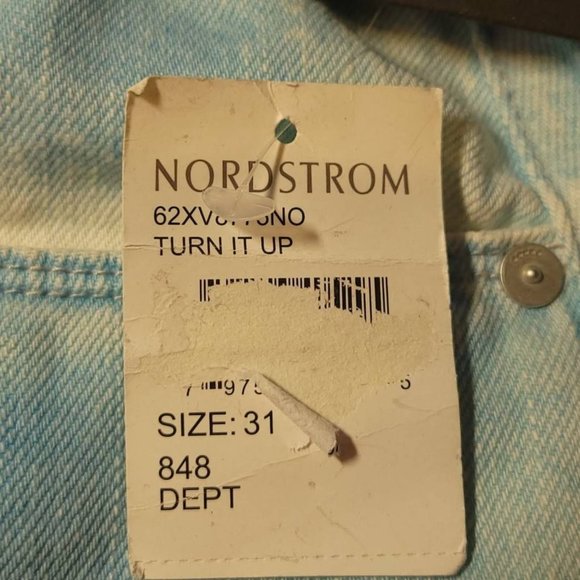 NORDSTROM
TURN IT UP
SIZE: 31
848
DEPT